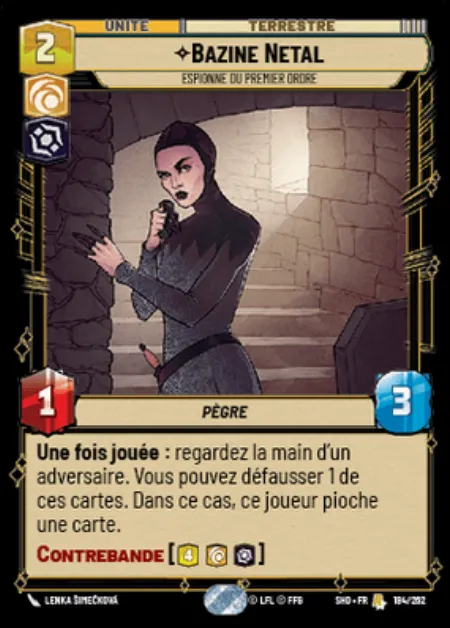 UNITÉ TERRESTRE
2
BAZINE NETAL
ESPIONNE DU PREMIER ORDRE
1
PÈGRE
3
Une fois jouée : regardez la main d'un
adversaire. Vous pouvez défausser 1 de
ces cartes. Dans ce cas, ce joueur pioche
une carte.
CONTREBANDE [4]
LENKA ŠIMEČKOVÁ © LFL © FFG SHD • FR 184/262